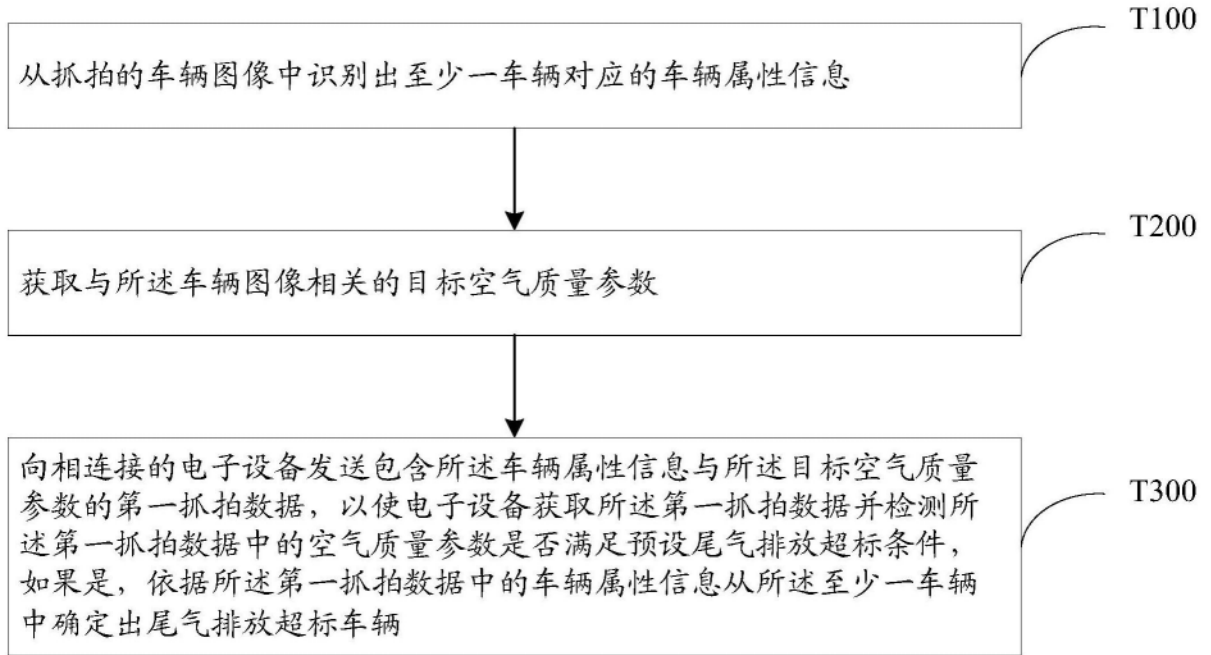 T100
从抓拍的车辆图像中识别出至少一车辆对应的车辆属性信息
T200
获取与所述车辆图像相关的目标空气质量参数
向相连接的电子设备发送包含所述车辆属性信息与所述目标空气质量
参数的第一抓拍数据，以使电子设备获取所述第一抓拍数据并检测所
述第一抓拍数据中的空气质量参数是否满足预设尾气排放超标条件，
如果是，依据所述第一抓拍数据中的车辆属性信息从所述至少一车辆
中确定出尾气排放超标车辆
T300